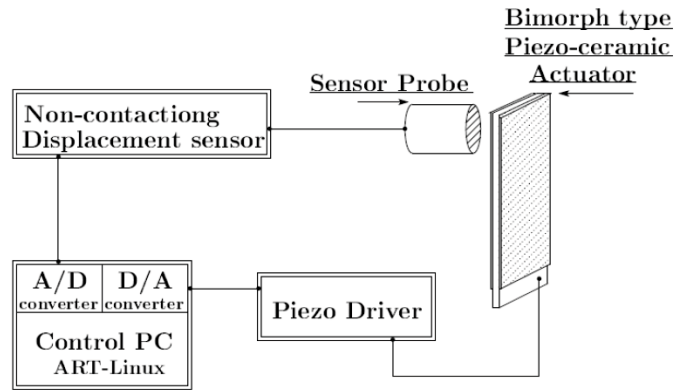 Bimorph type
Piezo-ceramic
Actuator
Sensor Probe
Non-contactiong
Displacement sensor
A/D
converter
D/A
converter
Control PC
ART-Linux
Piezo Driver